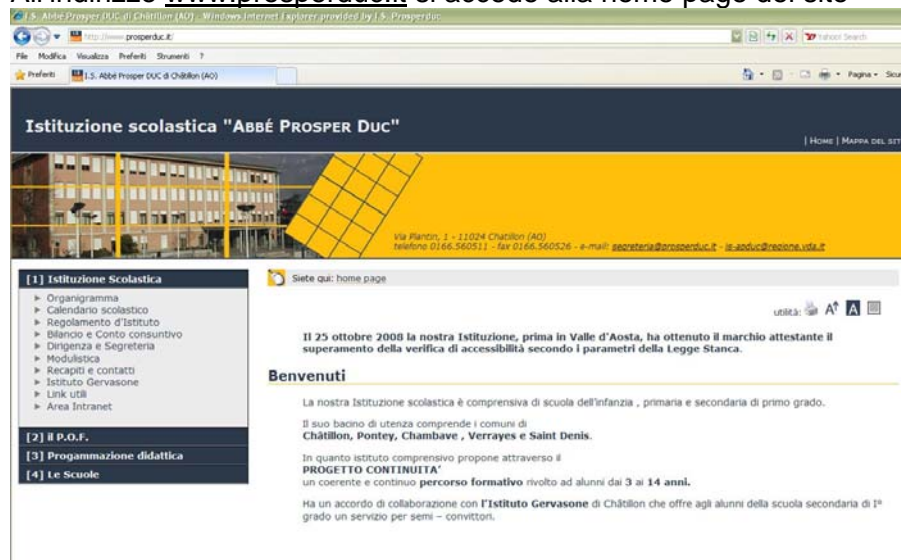 All'indirizzo www.prosperduc.it si accede alla home page del sito
I.S. Abbé Prosper DUC di Châtillon (AO) - Windows Internet Explorer provided by I.S. Prosperduc
http://www.prosperduc.it/
Yahoo! Search
File Modifica Visualizza Preferiti Strumenti ?
Preferiti I.S. Abbé Prosper DUC di Châtillon (AO)
Pagina Sicu
Istituzione scolastica "ABBÉ PROSPER DUC"
| HOME | MAPPA DEL SIT
Via Plantin, 1 - 11024 Chatillon (AO)
telefono 0166.560511 - fax 0166.560526 - e-mail: segreteria@prosperduc.it - is-apduc@regione.vda.it
[1] Istituzione Scolastica
Organigramma
Calendario scolastico
Regolamento d'Istituto
Bilancio e Conto consuntivo
Dirigenza e Segreteria
Modulistica
Recapiti e contatti
Istituto Gervasone
Link utili
Area Intranet
[2] il P.O.F.
[3] Progammazione didattica
[4] Le Scuole
Siete qui: home page
utilità: A A
Il 25 ottobre 2008 la nostra Istituzione, prima in Valle d'Aosta, ha ottenuto il marchio attestante il
superamento della verifica di accessibilità secondo i parametri della Legge Stanca.
Benvenuti
La nostra Istituzione scolastica è comprensiva di scuola dell'infanzia , primaria e secondaria di primo grado.
Il suo bacino di utenza comprende i comuni di
Châtillon, Pontey, Chambave , Verrayes e Saint Denis.
In quanto istituto comprensivo propone attraverso il
PROGETTO CONTINUITA'
un coerente e continuo percorso formativo rivolto ad alunni dai 3 ai 14 anni.
Ha un accordo di collaborazione con l'Istituto Gervasone di Châtillon che offre agli alunni della scuola secondaria di I°
grado un servizio per semi – convittori.